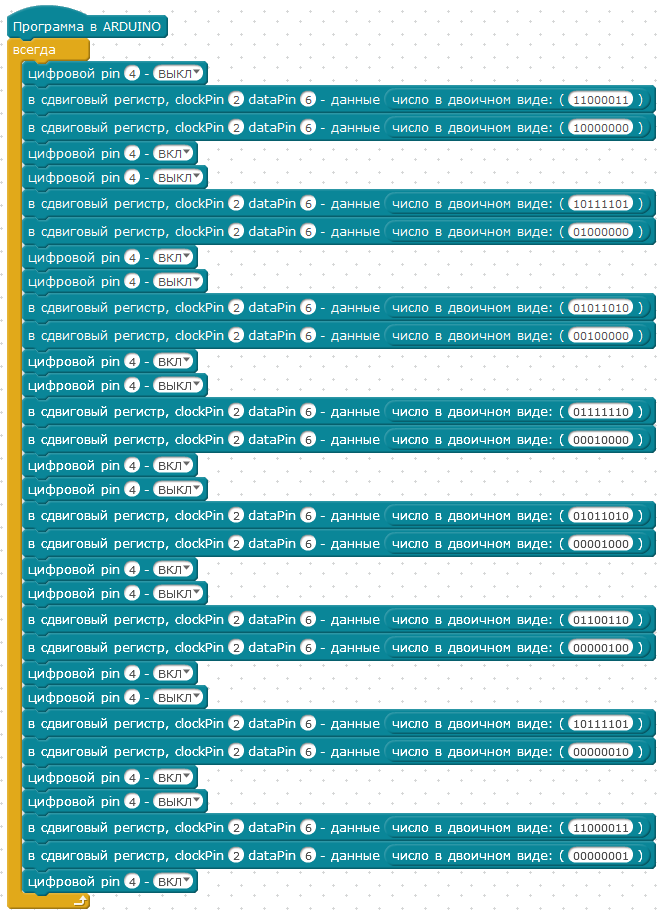 Программа в ARDUINO
всегда
цифровой pin 4 - ВЫКЛ
в сдвиговый регистр, clockPin 2 dataPin 6 - данные число в двоичном виде: ( 11000011 )
в сдвиговый регистр, clockPin 2 dataPin 6 - данные число в двоичном виде: ( 10000000 )
цифровой pin 4 - ВКЛ
цифровой pin 4 - ВЫКЛ
в сдвиговый регистр, clockPin 2 dataPin 6 - данные число в двоичном виде: ( 10111101 )
в сдвиговый регистр, clockPin 2 dataPin 6 - данные число в двоичном виде: ( 01000000 )
цифровой pin 4 - ВКЛ
цифровой pin 4 - ВЫКЛ
в сдвиговый регистр, clockPin 2 dataPin 6 - данные число в двоичном виде: ( 01011010 )
в сдвиговый регистр, clockPin 2 dataPin 6 - данные число в двоичном виде: ( 00100000 )
цифровой pin 4 - ВКЛ
цифровой pin 4 - ВЫКЛ
в сдвиговый регистр, clockPin 2 dataPin 6 - данные число в двоичном виде: ( 01111110 )
в сдвиговый регистр, clockPin 2 dataPin 6 - данные число в двоичном виде: ( 00010000 )
цифровой pin 4 - ВКЛ
цифровой pin 4 - ВЫКЛ
в сдвиговый регистр, clockPin 2 dataPin 6 - данные число в двоичном виде: ( 01011010 )
в сдвиговый регистр, clockPin 2 dataPin 6 - данные число в двоичном виде: ( 00001000 )
цифровой pin 4 - ВКЛ
цифровой pin 4 - ВЫКЛ
в сдвиговый регистр, clockPin 2 dataPin 6 - данные число в двоичном виде: ( 01100110 )
в сдвиговый регистр, clockPin 2 dataPin 6 - данные число в двоичном виде: ( 00000100 )
цифровой pin 4 - ВКЛ
цифровой pin 4 - ВЫКЛ
в сдвиговый регистр, clockPin 2 dataPin 6 - данные число в двоичном виде: ( 10111101 )
в сдвиговый регистр, clockPin 2 dataPin 6 - данные число в двоичном виде: ( 00000010 )
цифровой pin 4 - ВКЛ
цифровой pin 4 - ВЫКЛ
в сдвиговый регистр, clockPin 2 dataPin 6 - данные число в двоичном виде: ( 11000011 )
в сдвиговый регистр, clockPin 2 dataPin 6 - данные число в двоичном виде: ( 00000001 )
цифровой pin 4 - ВКЛ